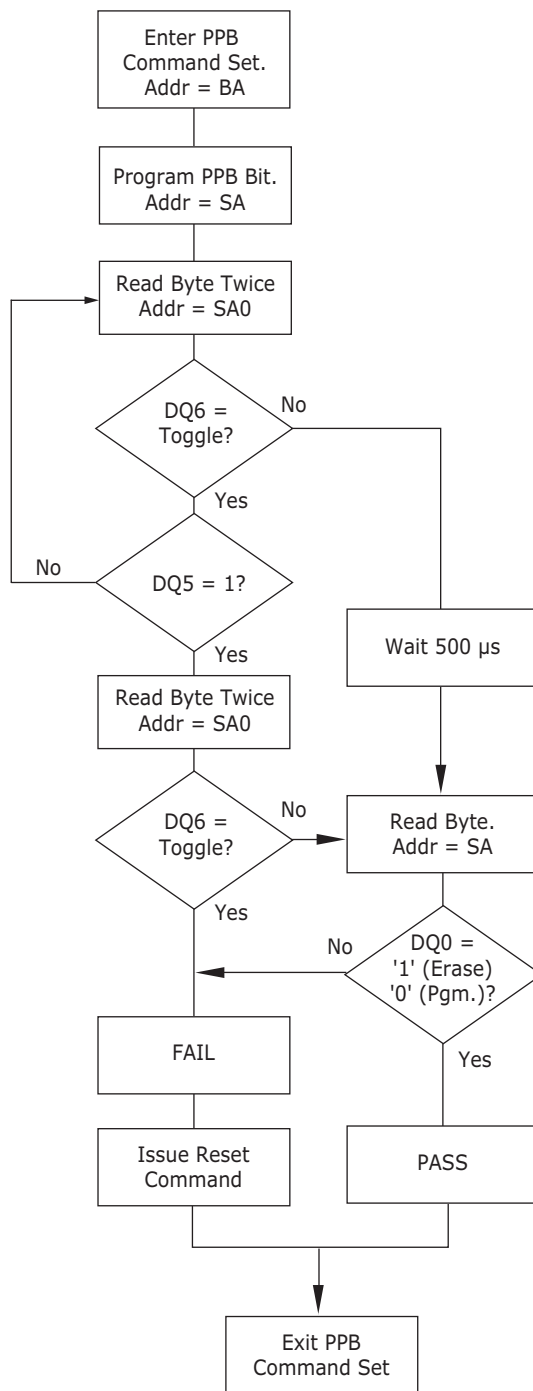 Enter PPB
Command Set.
Addr = BA
Program PPB Bit.
Addr = SA
Read Byte Twice
Addr = SA0
DQ6 =
Toggle?
No
Yes
DQ5 = 1?
No
Yes
Wait 500 µs
Read Byte Twice
Addr = SA0
DQ6 =
Toggle?
No
Yes
Read Byte.
Addr = SA
DQ0 =
'1' (Erase)
'0' (Pgm.)?
No
Yes
FAIL
Issue Reset
Command
PASS
Exit PPB
Command Set